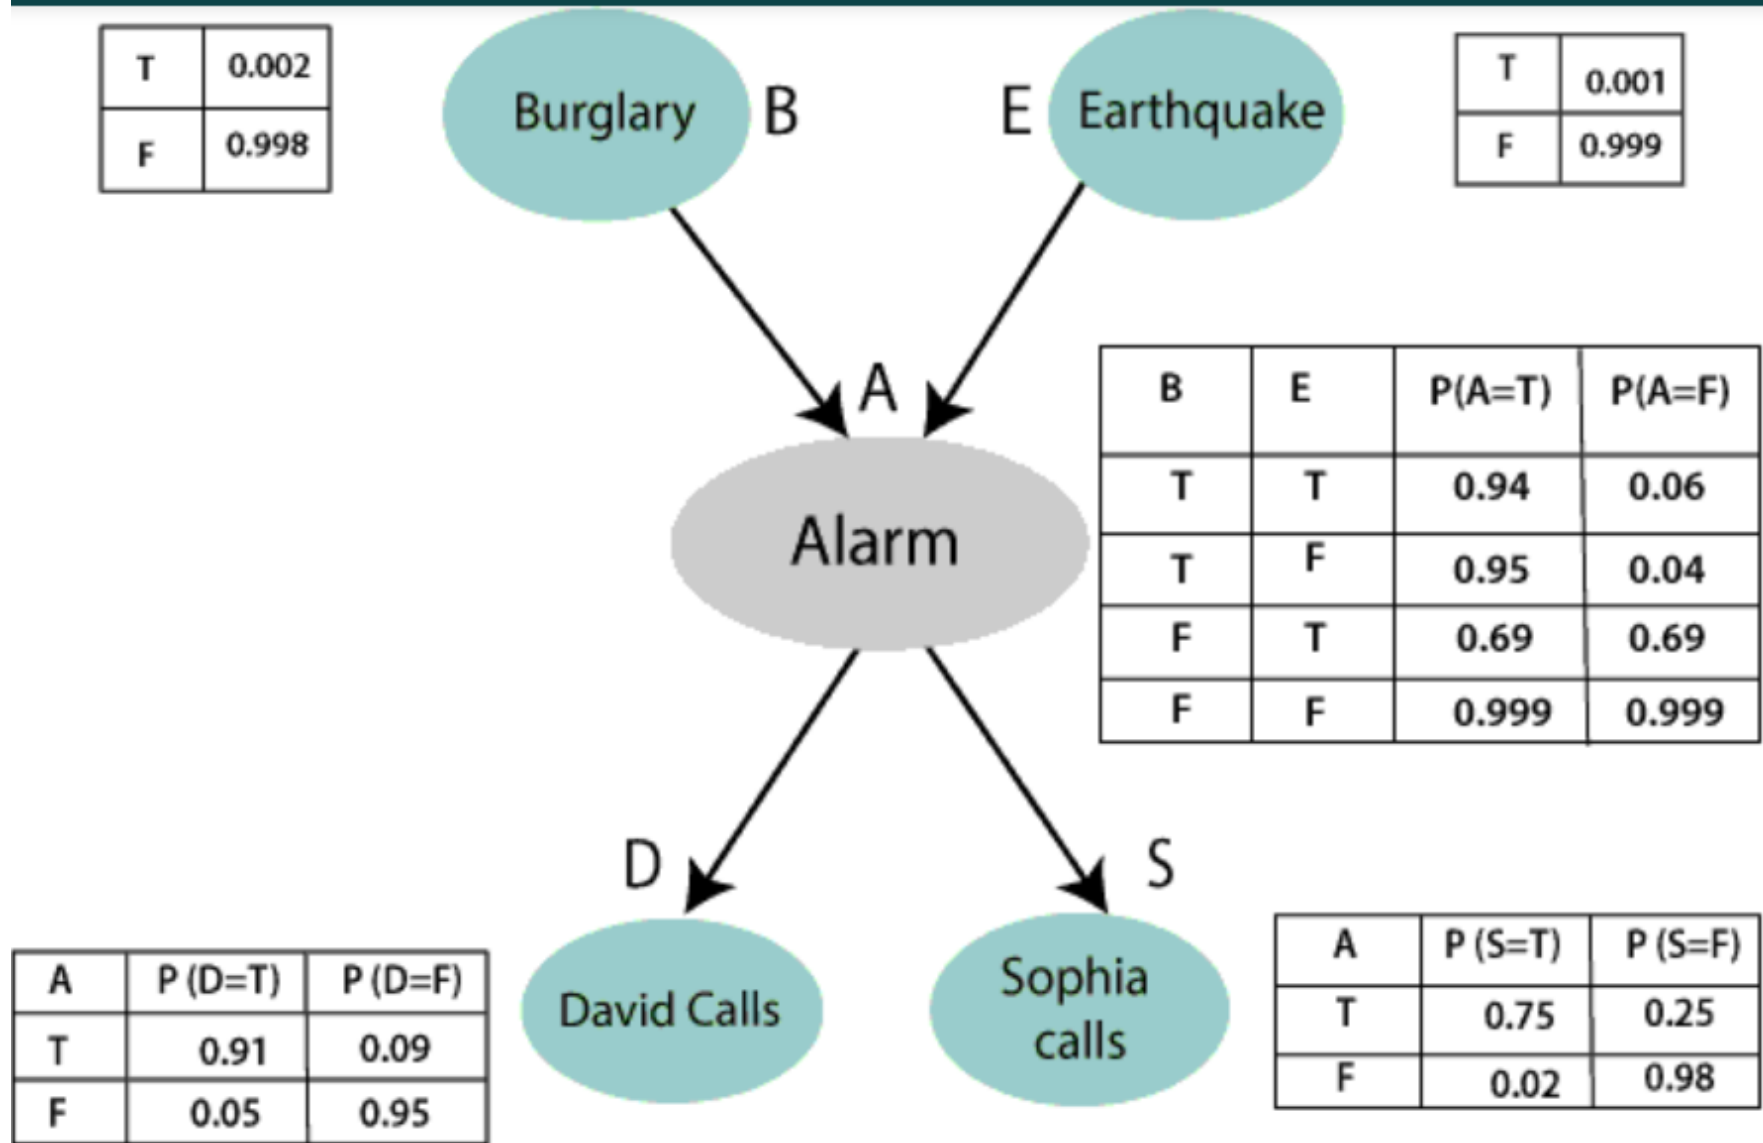 T 0.002
F 0.998
Burglary B
E Earthquake
T 0.001
F 0.999
A
B E P(A=T) P(A=F)
T T 0.94 0.06
T F 0.95 0.04
F T 0.69 0.69
F F 0.999 0.999
Alarm
D
S
A P (D=T) P (D=F)
T 0.91 0.09
F 0.05 0.95
David Calls
Sophia
calls
A P (S=T) P (S=F)
T 0.75 0.25
F 0.02 0.98